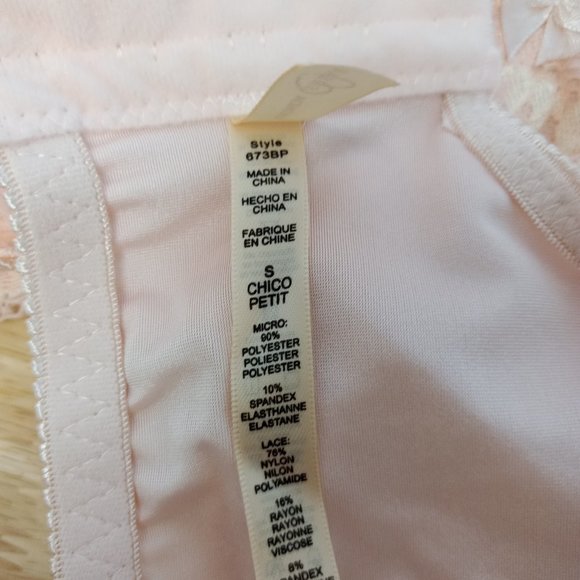 Style
673BP
MADE IN
CHINA
HECHO EN
CHINA
FABRIQUE
EN CHINE
S
CHICO
PETIT
MICRO:
90%
POLYESTER
POLIESTER
POLYESTER
10%
SPANDEX
ELASTHANNE
ELASTANE
LACE:
76%
NYLON
NILON
POLYAMIDE
16%
RAYON
RAYON
RAYONNE
VISCOSE
8%
SPANDEX